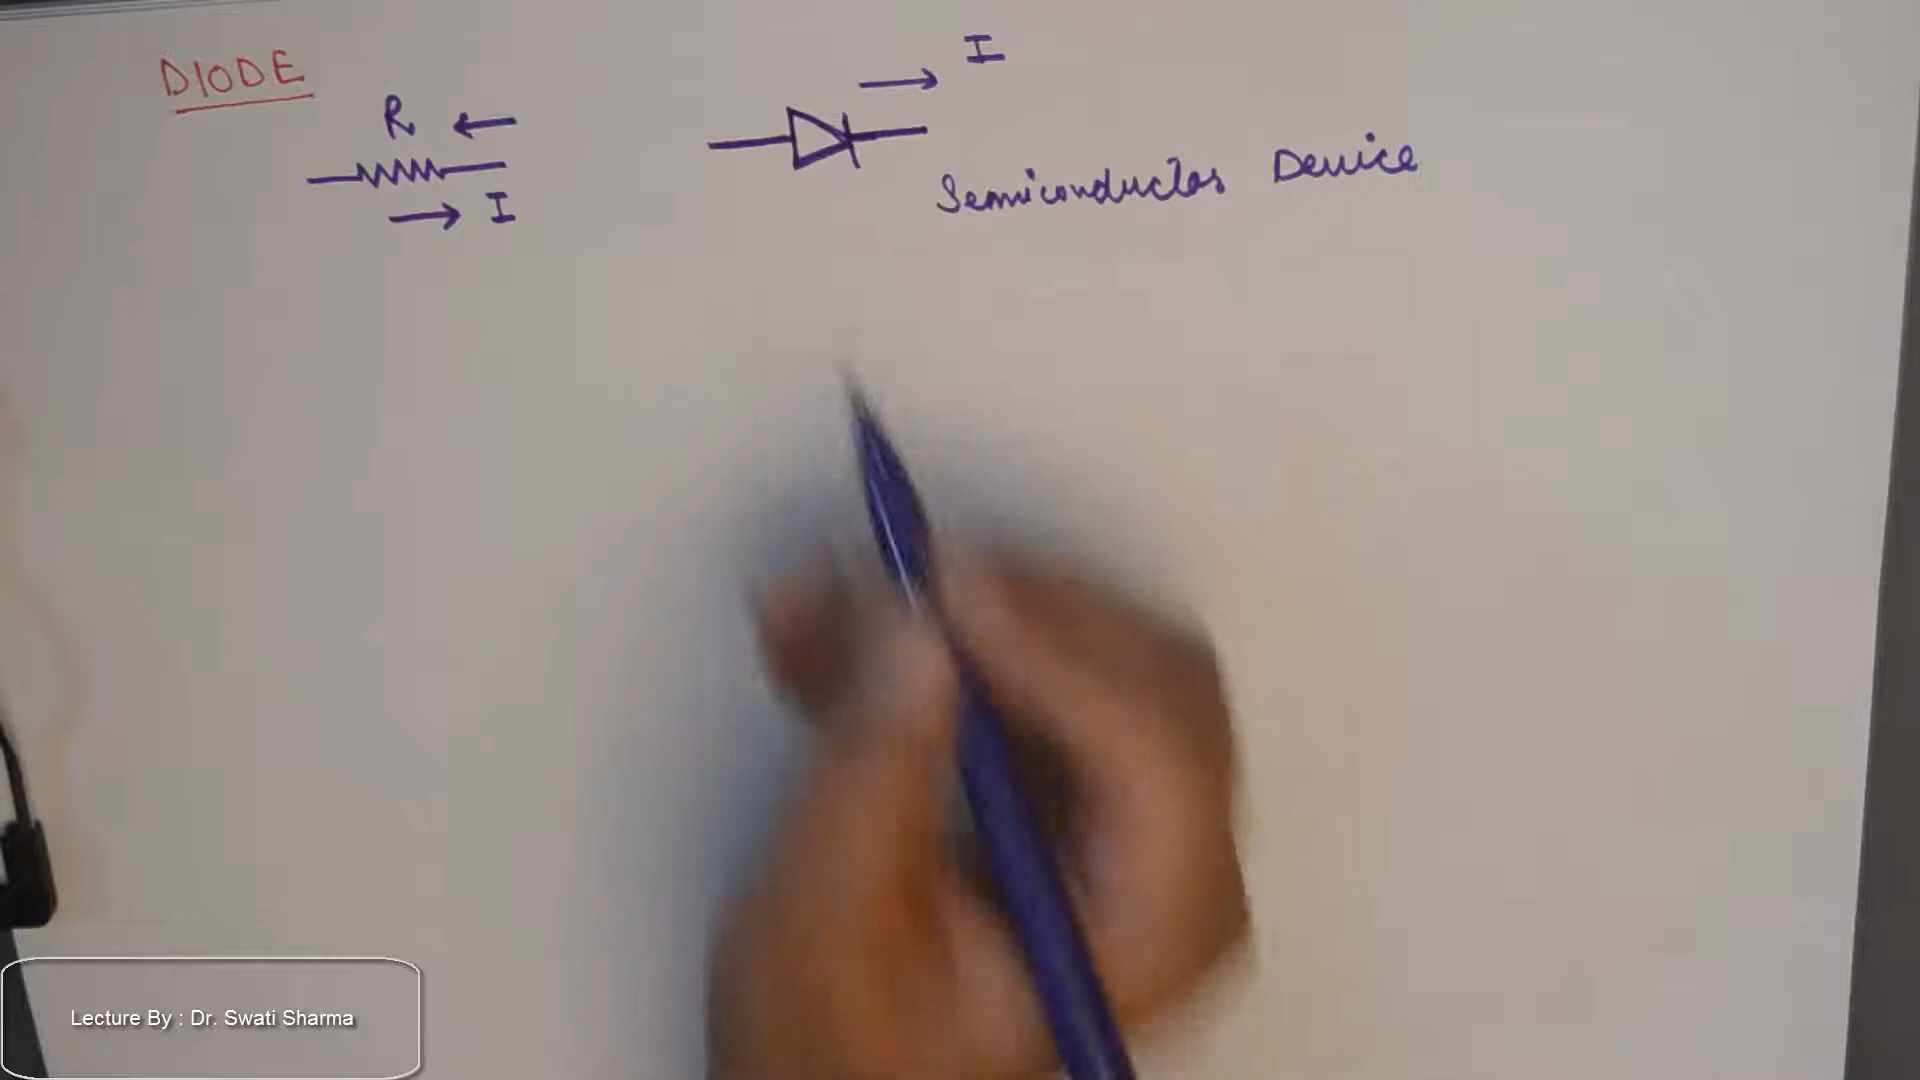 DIODE
R
I
I
Semiconductor Device
Lecture By : Dr. Swati Sharma